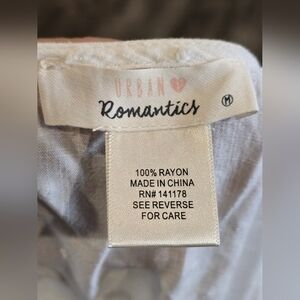 URBAN
Romantics M
100% RAYON
MADE IN CHINA
RN# 141178
SEE REVERSE
FOR CARE